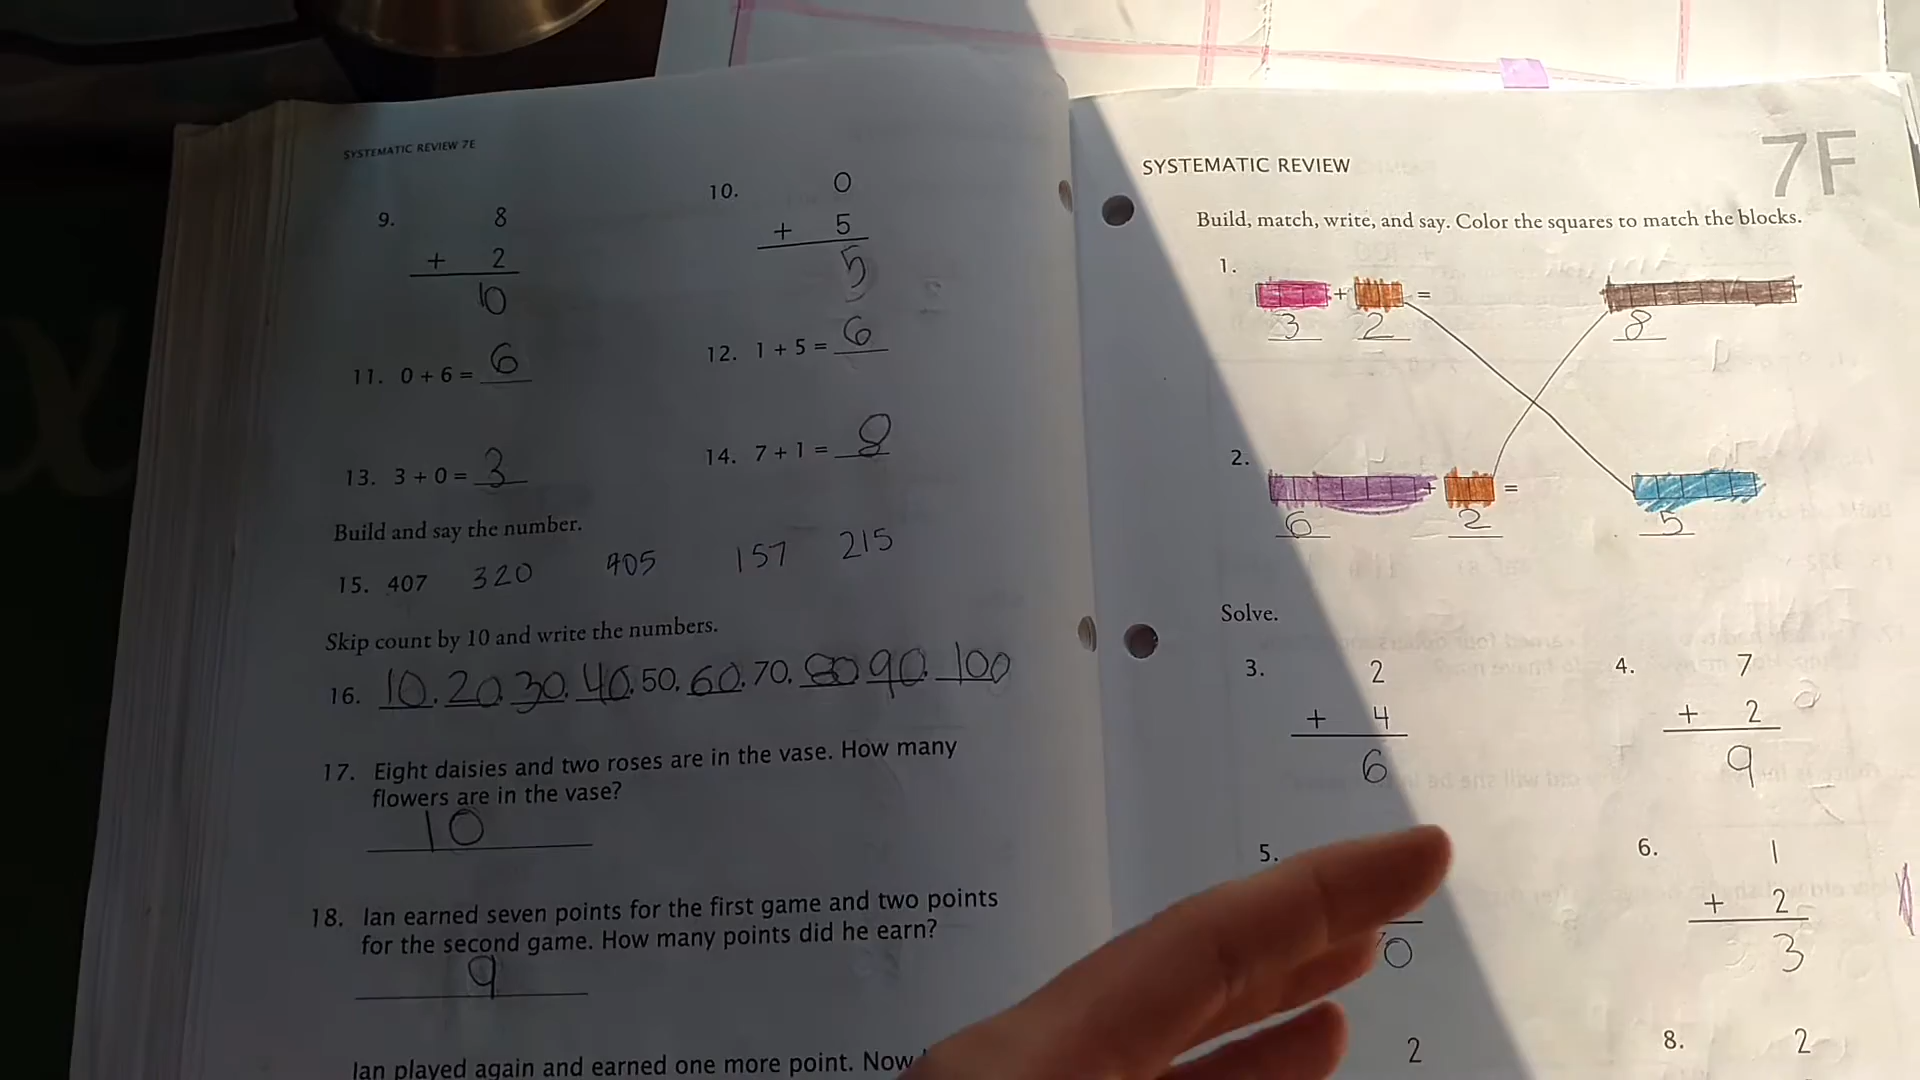 SYSTEMATIC REVIEW 7E
9. 8
+ 2
10
10. 0
+ 5
5
11. 0 + 6 = 6
12. 1 + 5 = 6
13. 3 + 0 = 3
14. 7 + 1 = 8
Build and say the number.
15. 407 320 405 157 215
Skip count by 10 and write the numbers.
16. 10, 20, 30, 40, 50, 60, 70, 80, 90, 100
17. Eight daisies and two roses are in the vase. How many
flowers are in the vase?
10
18. Ian earned seven points for the first game and two points
for the second game. How many points did he earn?
9
Ian played again and earned one more point. Now
SYSTEMATIC REVIEW
7F
Build, match, write, and say. Color the squares to match the blocks.
1. + =
3 2 8
2. + =
6 2 5
Solve.
3. 2
+ 4
6
4. 7
+ 2
9
5.
6. 1
+ 2
3
2
8. 2